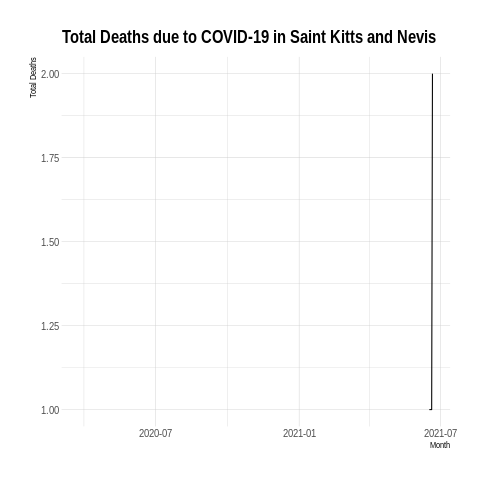 Total Deaths due to COVID-19 in Saint Kitts and Nevis
Total Deaths
2.00
1.75
1.50
1.25
1.00
2020-07
2021-01
2021-07
Month